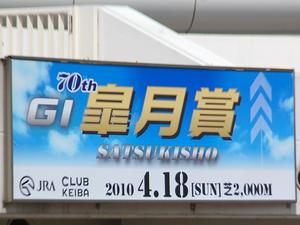 70th
GI 皐月賞
SATSUKISHO
JRA CLUB KEIBA 2010 4.18 [SUN] 芝2,000M